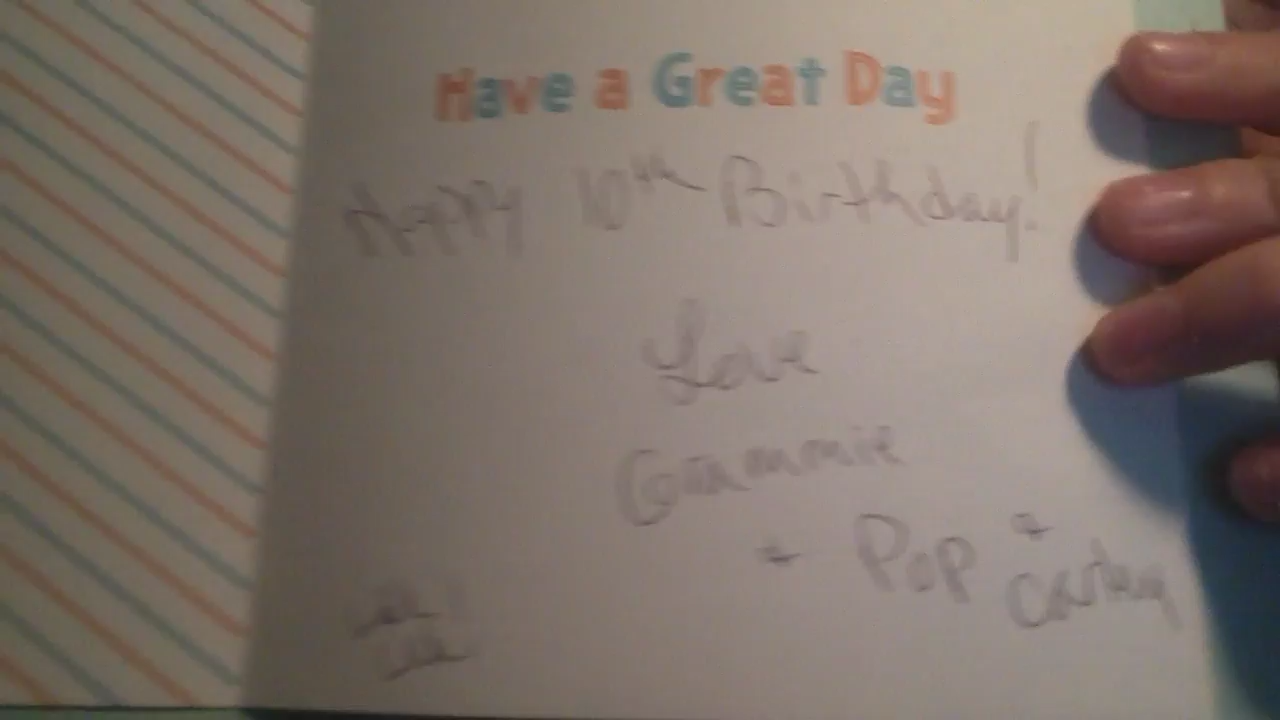 Have a Great Day
Happy 10th Birthday!
Love
Grammie
+ Pop +